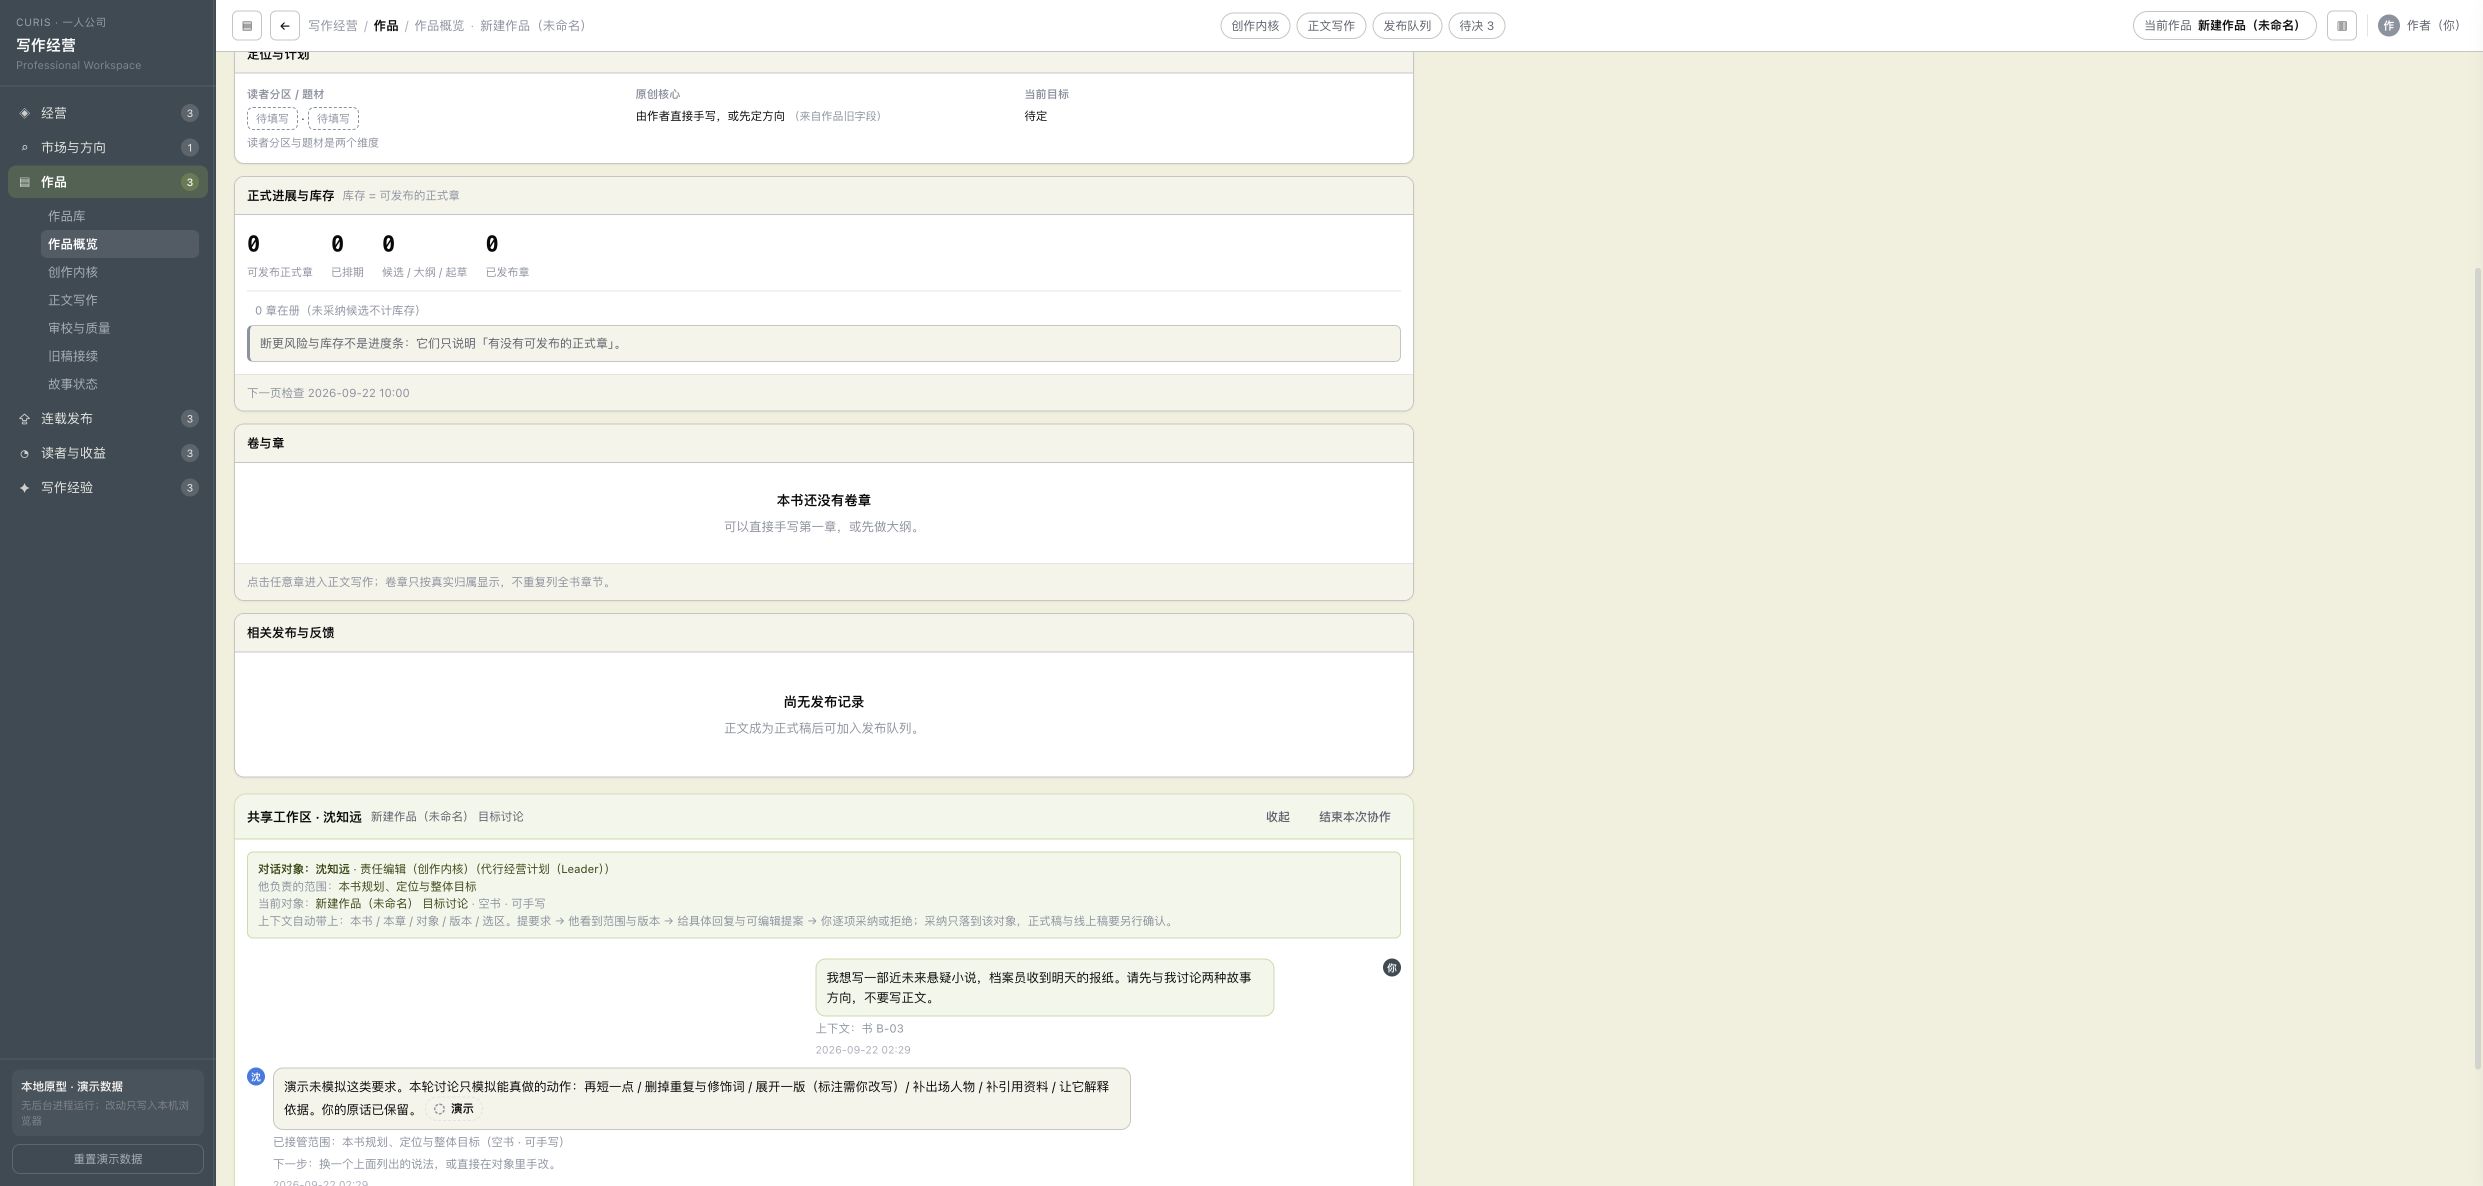 CURIS · 一人公司
写作经营
Professional Workspace
经营 3
市场与方向 1
作品 3
作品库
作品概览
创作内核
正文写作
审校与质量
旧稿接续
故事状态
连载发布 3
读者与收益 3
写作经验 3
本地原型 · 演示数据
无后台进程运行；改动只写入本机浏
览器
重置演示数据
写作经营 / 作品 / 作品概览 · 新建作品（未命名）
创作内核 正文写作 发布队列 待决 3
当前作品 新建作品（未命名）
作 作者（你）
定位与计划
读者分区 / 题材
待填写 · 待填写
读者分区与题材是两个维度
原创核心
由作者直接手写，或先定方向 （来自作品旧字段）
当前目标
待定
正式进展与库存 库存 = 可发布的正式章
0 0 0 0
可发布正式章 已排期 候选 / 大纲 / 起草 已发布章
0 章在册（未采纳候选不计库存）
断更风险与库存不是进度条：它们只说明「有没有可发布的正式章」。
下一页检查 2026-09-22 10:00
卷与章
本书还没有卷章
可以直接手写第一章，或先做大纲。
点击任意章进入正文写作；卷章只按真实归属显示，不重复列全书章节。
相关发布与反馈
尚无发布记录
正文成为正式稿后可加入发布队列。
共享工作区 · 沈知远 新建作品（未命名） 目标讨论 收起 结束本次协作
对话对象：沈知远 · 责任编辑（创作内核）（代行经营计划（Leader））
他负责的范围：本书规划、定位与整体目标
当前对象：新建作品（未命名） 目标讨论 · 空书 · 可手写
上下文自动带上：本书 / 本章 / 对象 / 版本 / 选区。提要求 → 他看到范围与版本 → 给具体回复与可编辑提案 → 你逐项采纳或拒绝；采纳只落到该对象，正式稿与线上稿要另行确认。
我想写一部近未来悬疑小说，档案员收到明天的报纸。请先与我讨论两种故事
方向，不要写正文。
你
上下文：书 B-03
2026-09-22 02:29
沈
演示未模拟这类要求。本轮讨论只模拟能真做的动作：再短一点 / 删掉重复与修饰词 / 展开一版（标注需你改写）/ 补出场人物 / 补引用资料 / 让它解释
依据。你的原话已保留。 演示
已接管范围：本书规划、定位与整体目标（空书 · 可手写）
下一步：换一个上面列出的说法，或直接在对象里手改。
2026-09-22 02:29